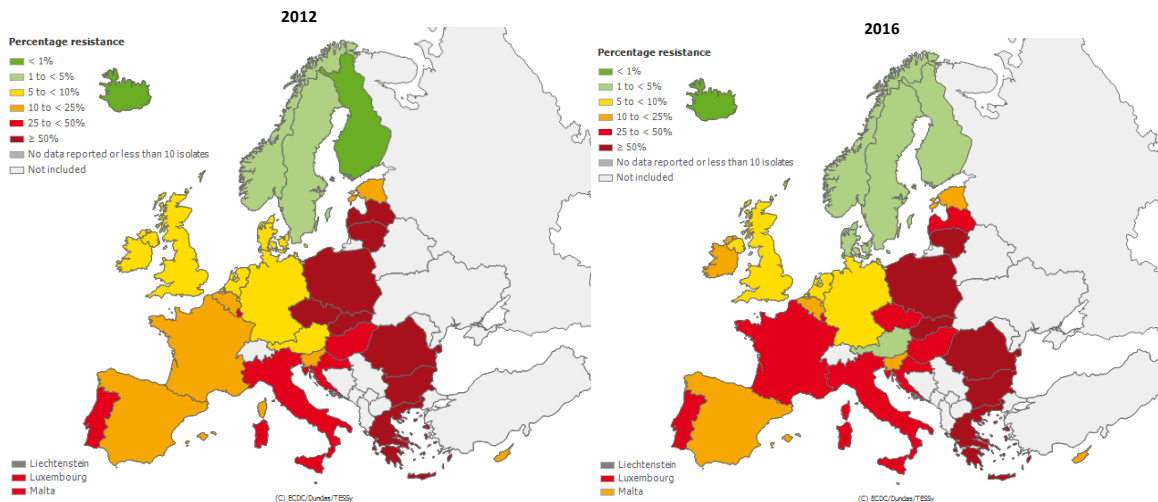 2012
Percentage resistance
< 1%
1 to < 5%
5 to < 10%
10 to < 25%
25 to < 50%
≥ 50%
No data reported or less than 10 isolates
Not included
Liechtenstein
Luxembourg
Malta
(C) ECDC/Dundas/TESSy
2016
Percentage resistance
< 1%
1 to < 5%
5 to < 10%
10 to < 25%
25 to < 50%
≥ 50%
No data reported or less than 10 isolates
Not included
Liechtenstein
Luxembourg
Malta
(C) ECDC/Dundas/TESSy